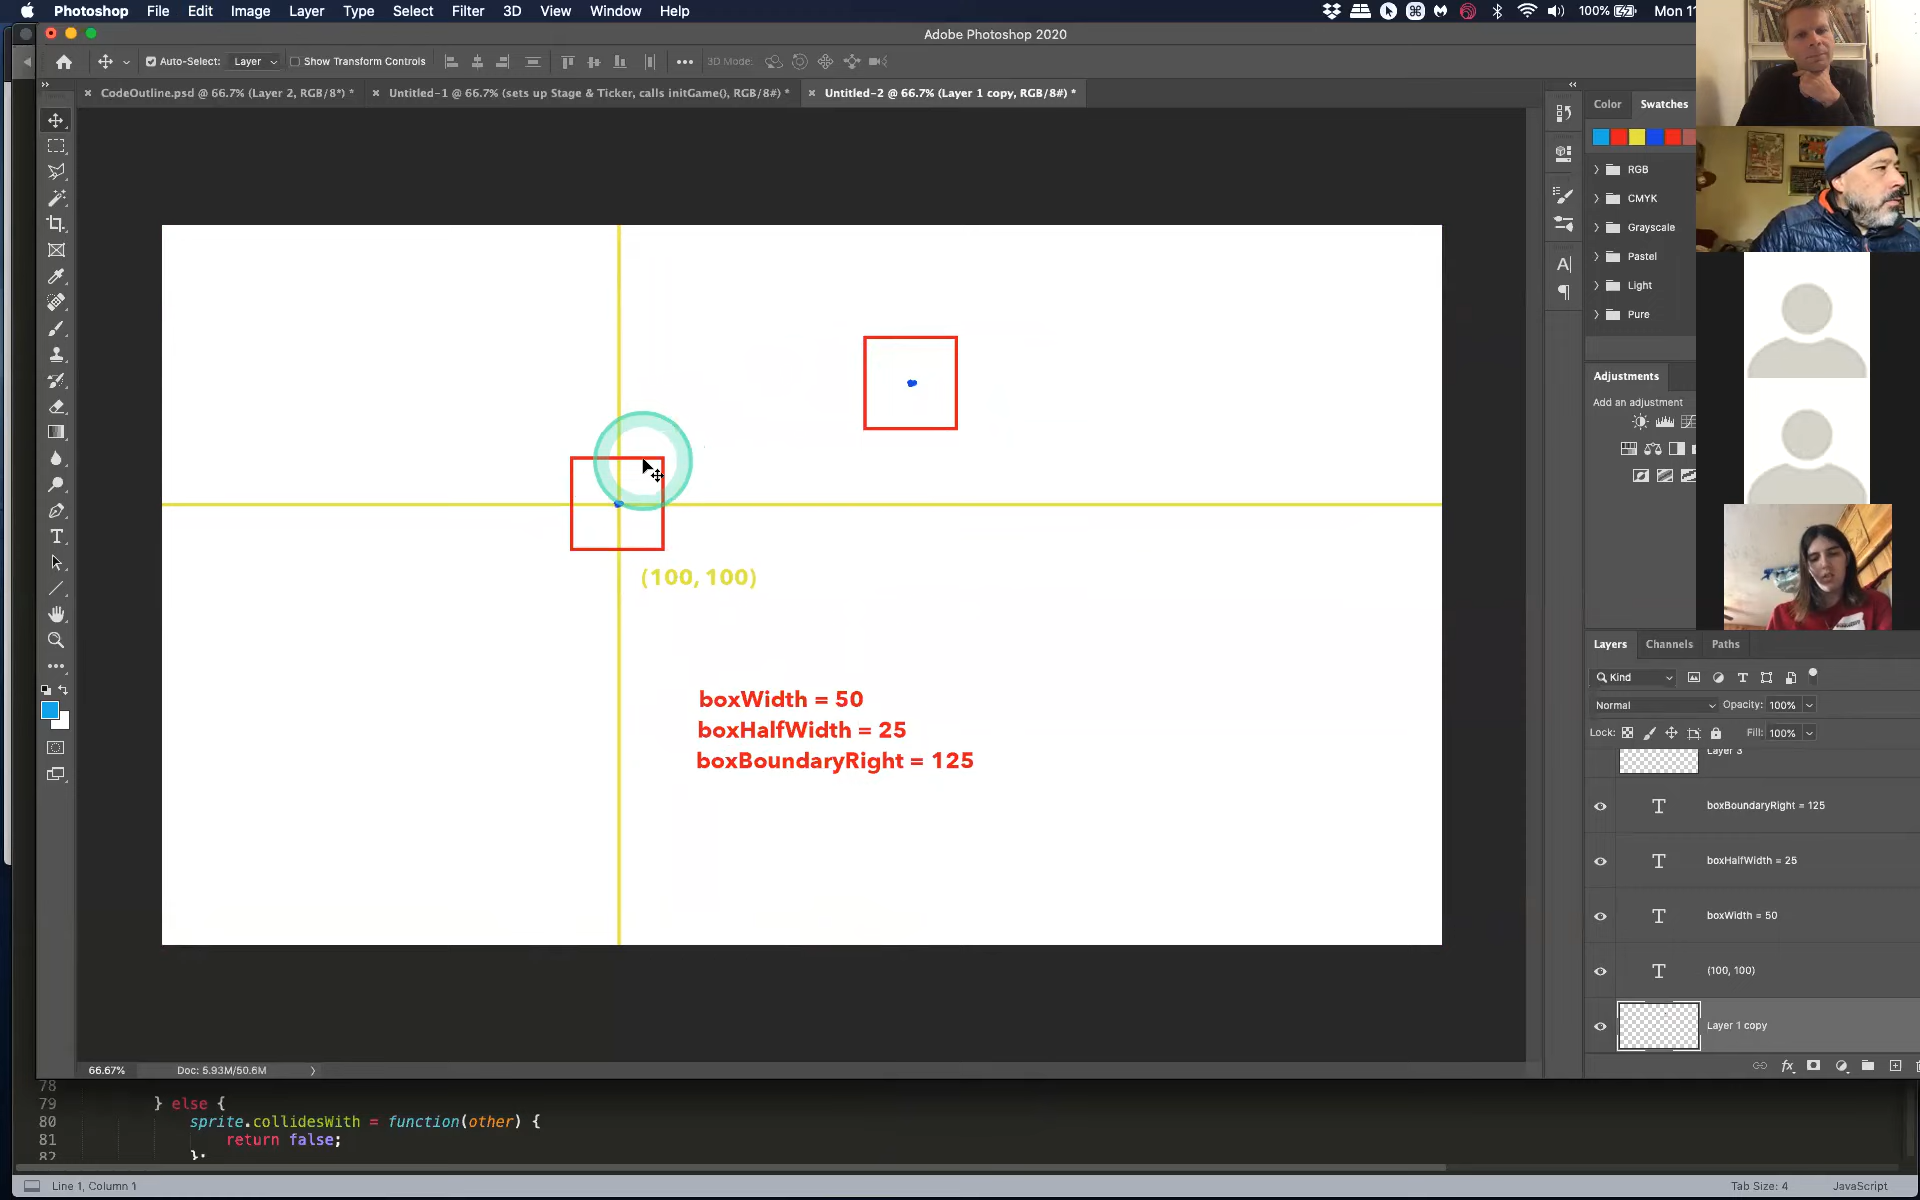 Photoshop File Edit Image Layer Type Select Filter 3D View Window Help
100% Mon 11
Adobe Photoshop 2020
Auto-Selec: Layer Show Transform Controls 3D Mode:
CodeOutline.psd @ 66.7% (Layer 2, RGB/8*) * Untitled-1 @ 66.7% (sets up Stage & Ticker, calls initGame(), RGB/8#) * Untitled-2 @ 66.7% (Layer 1 copy, RGB/8#) *
Color Swatches
RGB
CMYK
Grayscale
Pastel
Light
Pure
Adjustments
Add an adjustment
(100, 100)
boxWidth = 50
boxHalfWidth = 25
boxBoundaryRight = 125
Layers Channels Paths
Kind
Normal Opacity: 100%
Lock: Fill: 100%
Layer 3
boxBoundaryRight = 125
boxHalfWidth = 25
boxWidth = 50
(100, 100)
Layer 1 copy
66.67% Doc: 5.93M/50.6M
78
79 } else {
80 sprite.collidesWith = function(other) {
81 return false;
82 };
Line 1, Column 1 Tab Size: 4 JavaScript